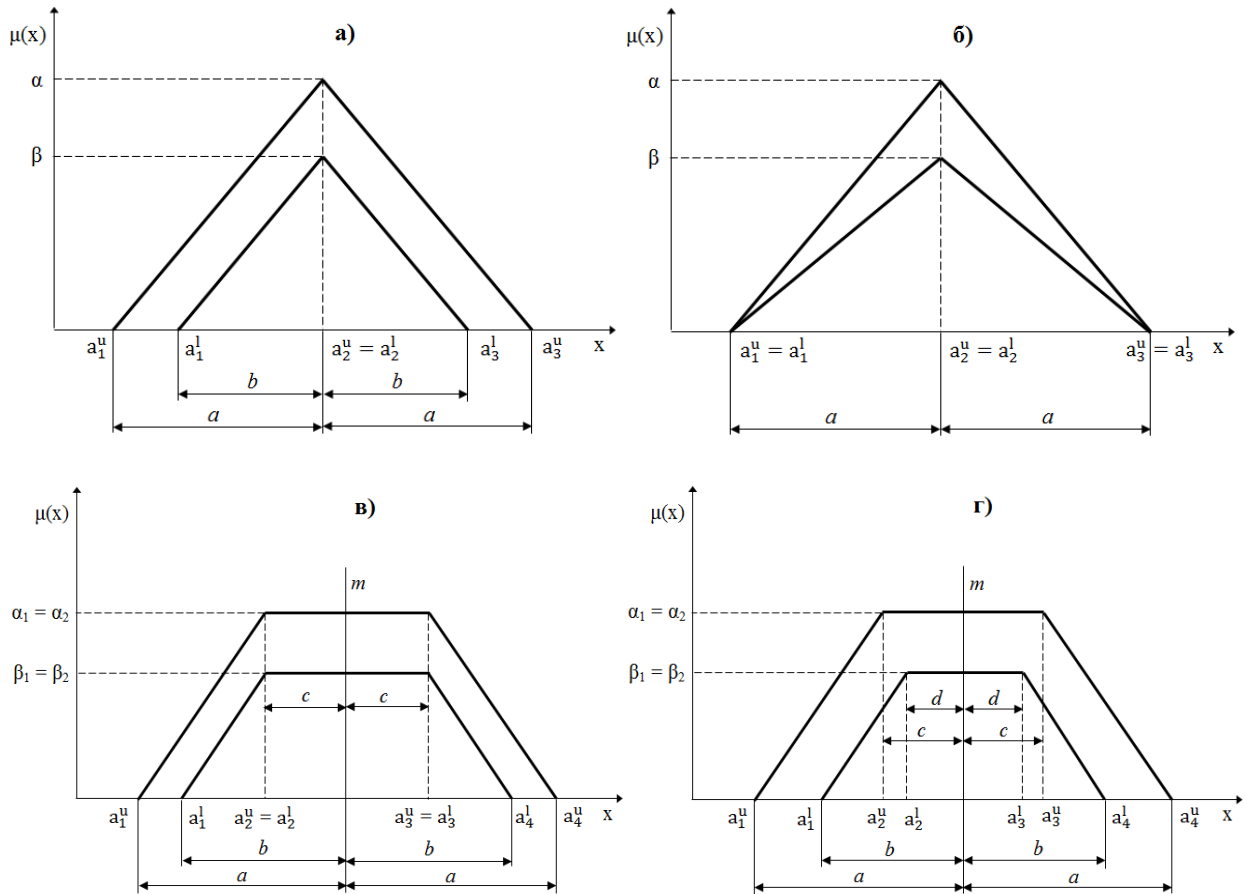 а)
μ(x)
α
β
a₁ᵘ a₁ˡ a₂ᵘ = a₂ˡ a₃ˡ a₃ᵘ x
b b
a a
б)
μ(x)
α
β
a₁ᵘ = a₁ˡ a₂ᵘ = a₂ˡ a₃ᵘ = a₃ˡ x
a a
в)
μ(x)
m
α₁ = α₂
β₁ = β₂
c c
a₁ᵘ a₁ˡ a₂ᵘ = a₂ˡ a₃ᵘ = a₃ˡ a₄ˡ a₄ᵘ x
b b
a a
г)
μ(x)
m
α₁ = α₂
β₁ = β₂
d d
c c
a₁ᵘ a₁ˡ a₂ᵘ a₂ˡ a₃ˡ a₃ᵘ a₄ˡ a₄ᵘ x
b b
a a